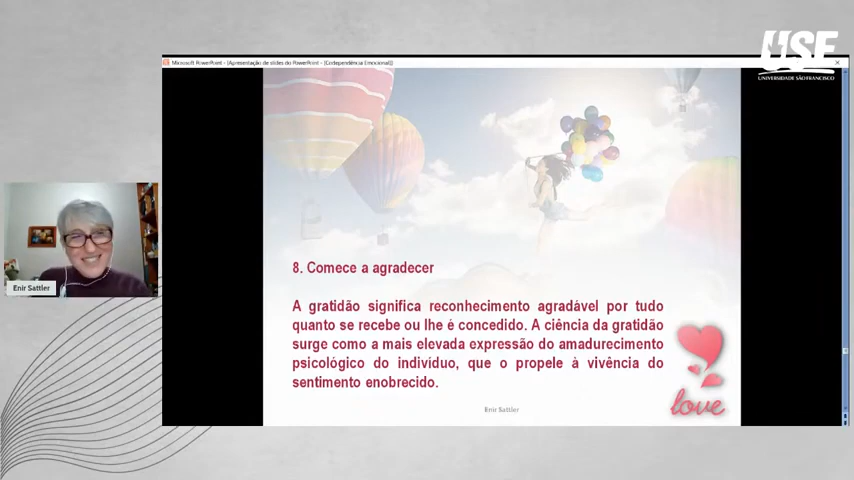 USF
UNIVERSIDADE SÃO FRANCISCO
Microsoft PowerPoint - [Apresentação de slides do PowerPoint - [Codependência Emocional]]
8. Comece a agradecer
A gratidão significa reconhecimento agradável por tudo
quanto se recebe ou lhe é concedido. A ciência da gratidão
surge como a mais elevada expressão do amadurecimento
psicológico do indivíduo, que o propele à vivência do
sentimento enobrecido.
love
Enir Sattler
Enir Sattler